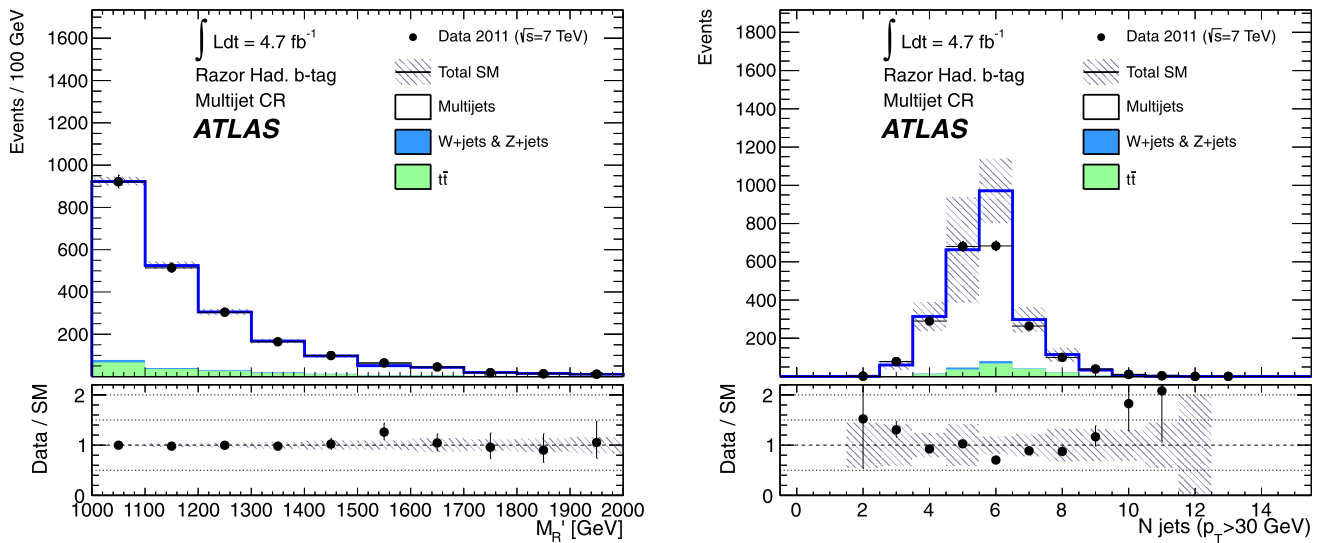 Events / 100 GeV
1600
1400
1200
1000
800
600
400
200
∫ Ldt = 4.7 fb⁻¹
Razor Had. b-tag
Multijet CR
ATLAS
Data 2011 (√s=7 TeV)
Total SM
Multijets
W+jets & Z+jets
tt̄
Data / SM
2
1
0
1000 1100 1200 1300 1400 1500 1600 1700 1800 1900 2000
M_R' [GeV]
Events
1800
1600
1400
1200
1000
800
600
400
200
∫ Ldt = 4.7 fb⁻¹
Razor Had. b-tag
Multijet CR
ATLAS
Data 2011 (√s=7 TeV)
Total SM
Multijets
W+jets & Z+jets
tt̄
Data / SM
2
1
0
0 2 4 6 8 10 12 14
N jets (p_T>30 GeV)